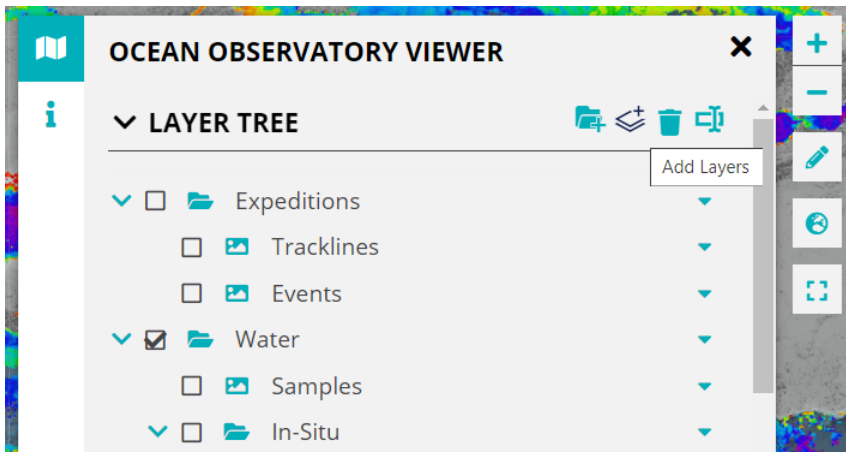 OCEAN OBSERVATORY VIEWER
LAYER TREE
Add Layers
Expeditions
Tracklines
Events
Water
Samples
In-Situ